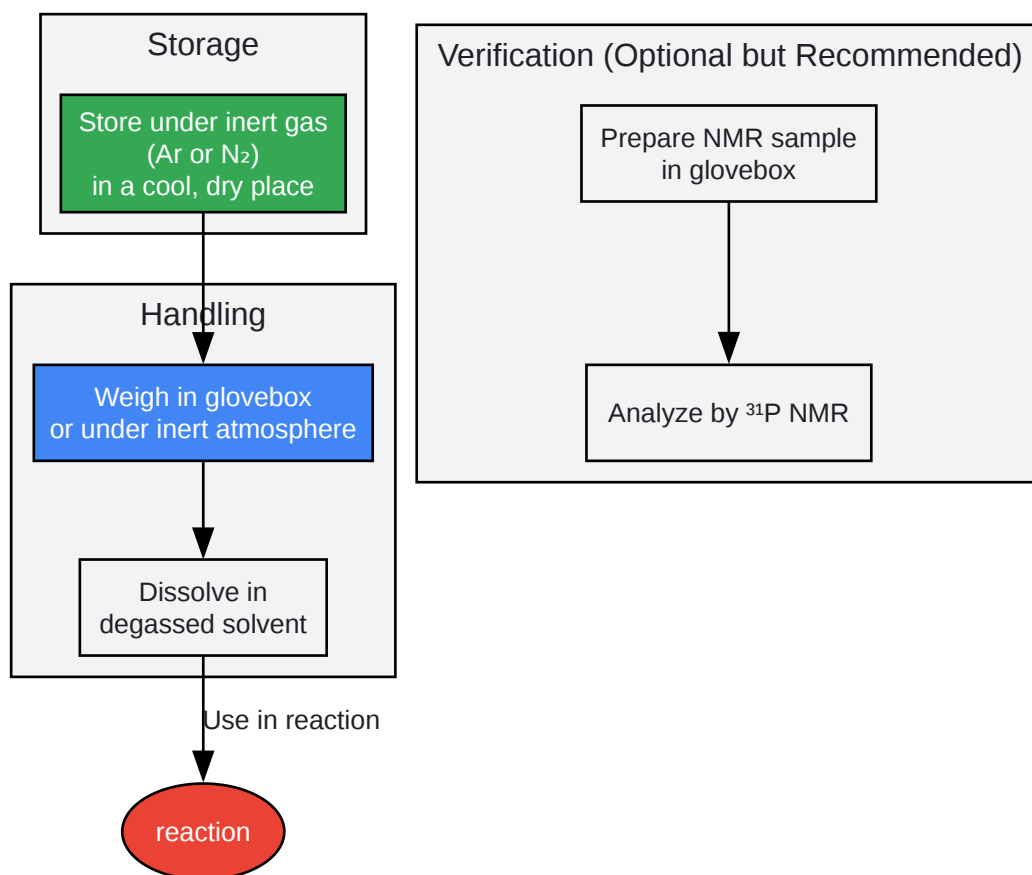 Storage
Store under inert gas
(Ar or N₂)
in a cool, dry place
Handling
Weigh in glovebox
or under inert atmosphere
Dissolve in
degassed solvent
Use in reaction
reaction
Verification (Optional but Recommended)
Prepare NMR sample
in glovebox
Analyze by ³¹P NMR